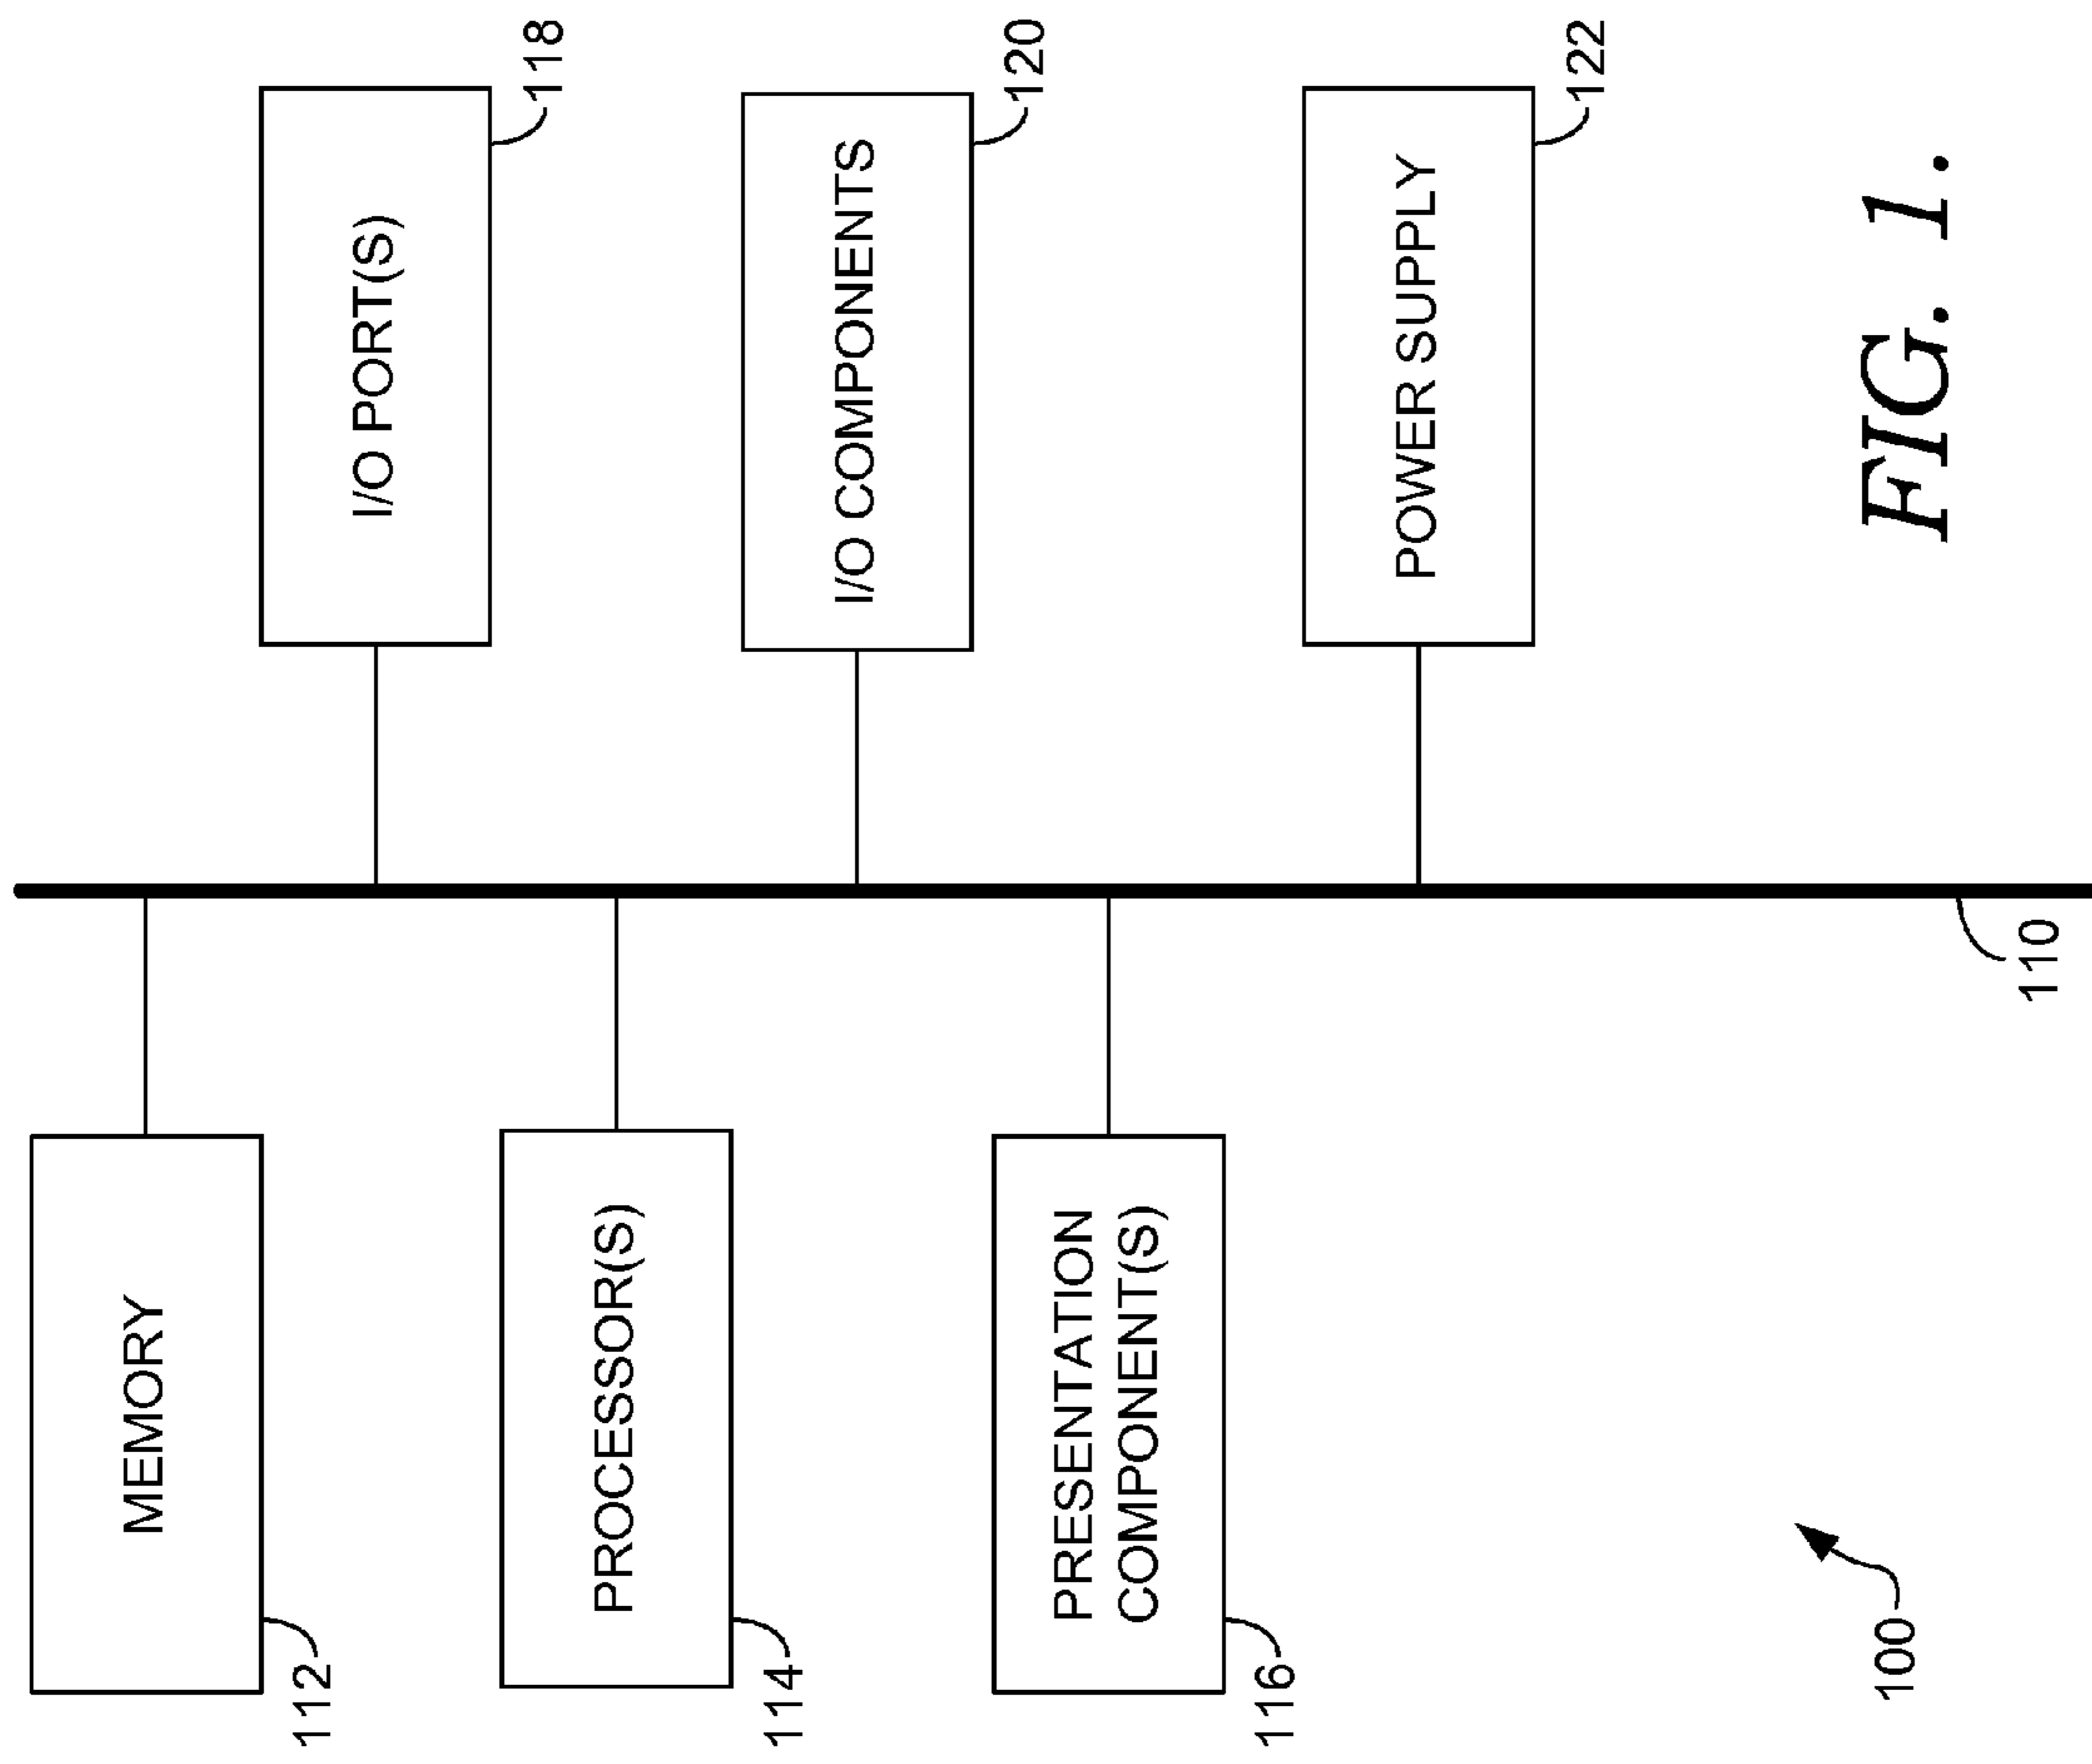 MEMORY
112
PROCESSOR(S)
114
PRESENTATION
COMPONENT(S)
116
I/O PORT(S)
118
I/O COMPONENTS
120
POWER SUPPLY
122
110
100
FIG. 1.